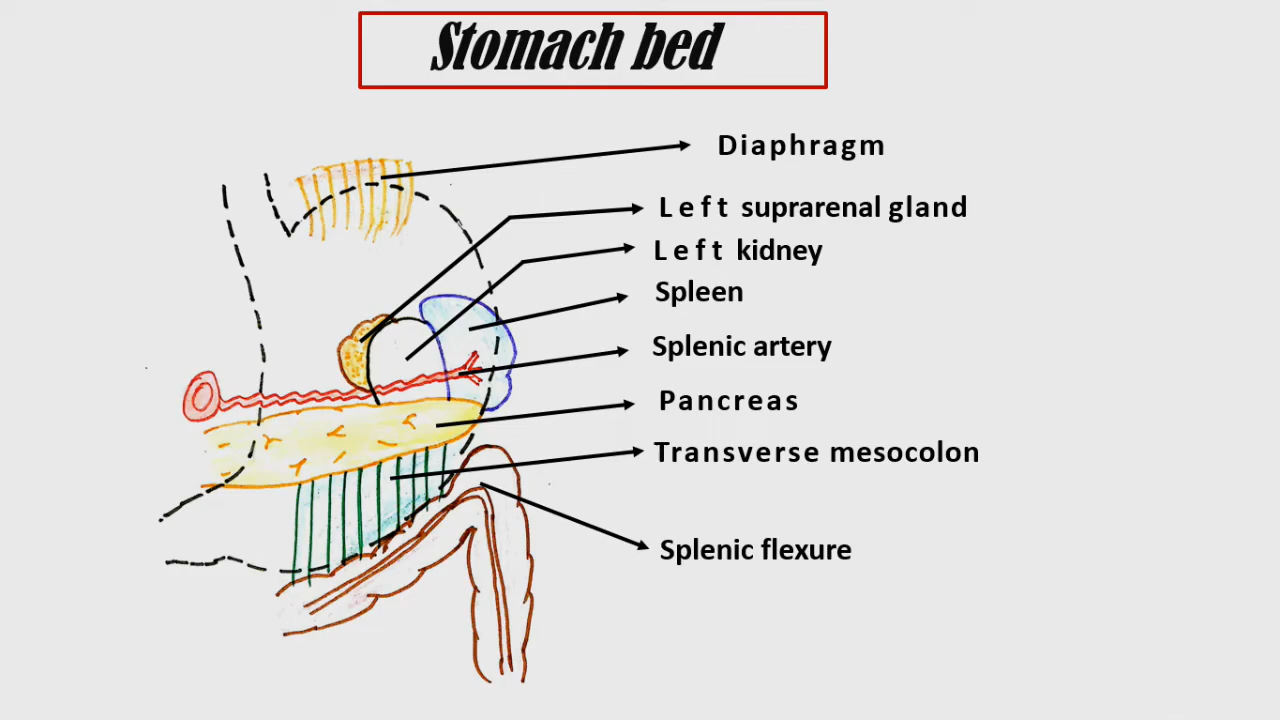 Stomach bed
Diaphragm
Left suprarenal gland
Left kidney
Spleen
Splenic artery
Pancreas
Transverse mesocolon
Splenic flexure